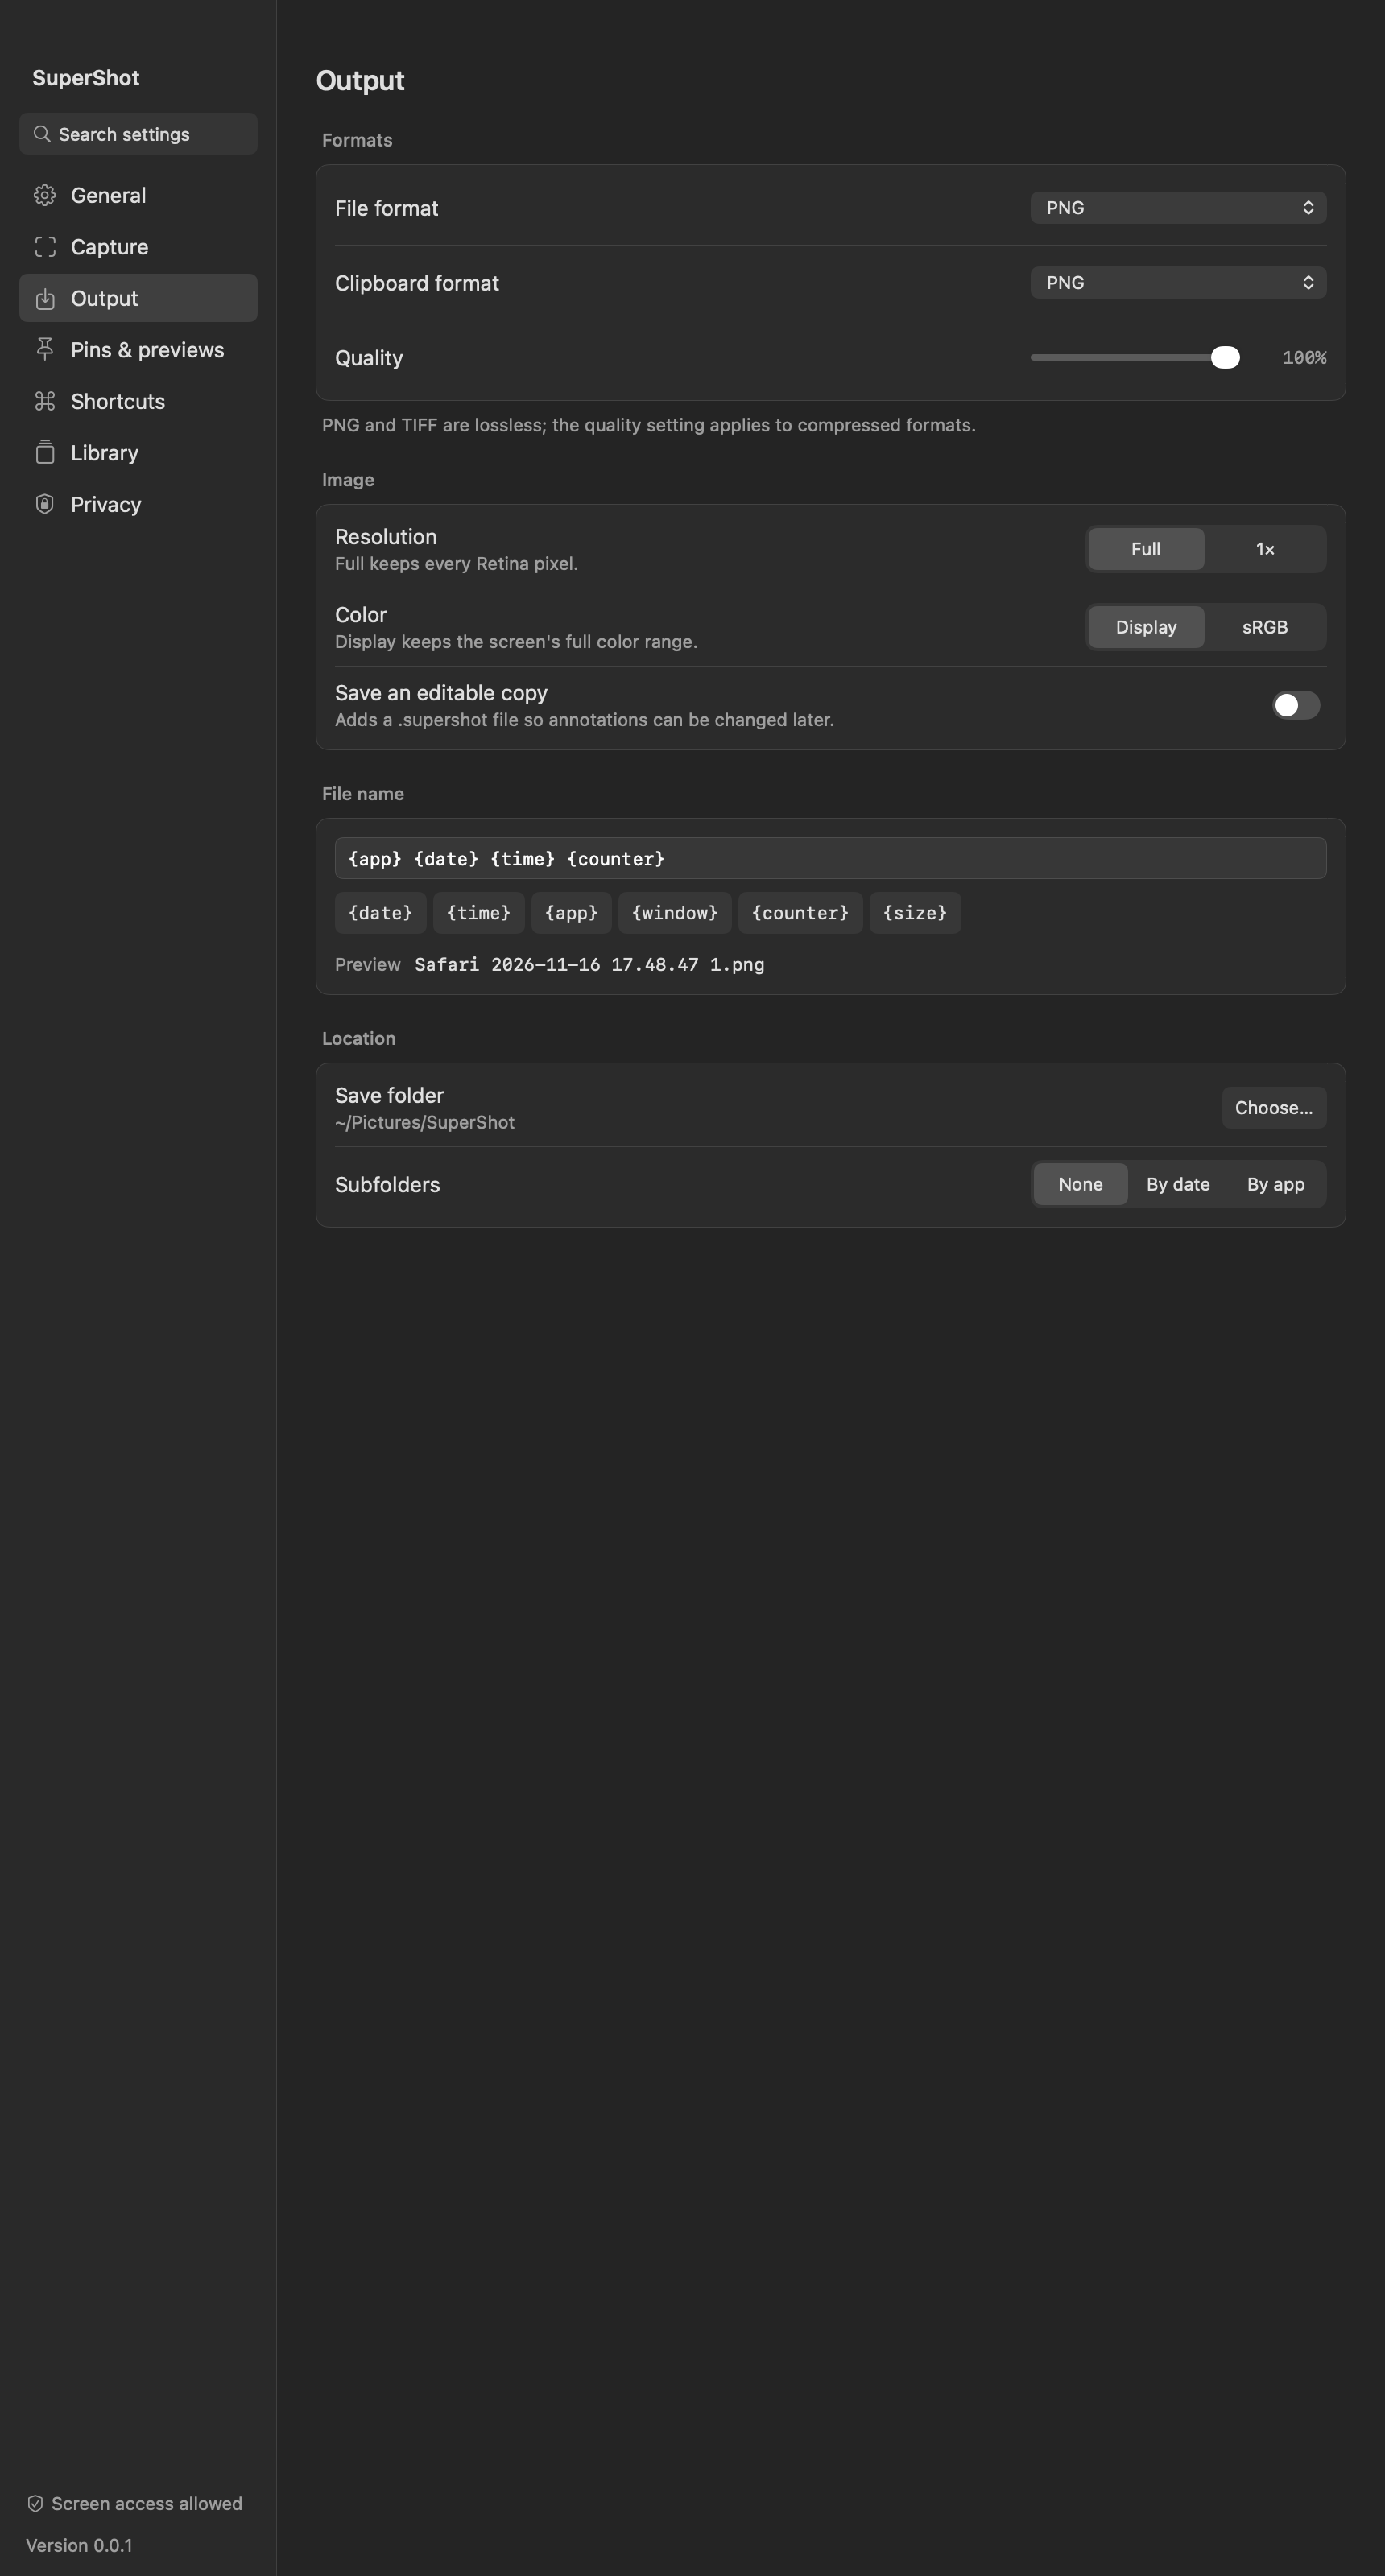 SuperShot
Search settings
General
Capture
Output
Pins & previews
Shortcuts
Library
Privacy
Screen access allowed
Version 0.0.1
Output
Formats
File format PNG
Clipboard format PNG
Quality 100%
PNG and TIFF are lossless; the quality setting applies to compressed formats.
Image
Resolution
Full keeps every Retina pixel.
Full 1×
Color
Display keeps the screen's full color range.
Display sRGB
Save an editable copy
Adds a .supershot file so annotations can be changed later.
File name
{app} {date} {time} {counter}
{date} {time} {app} {window} {counter} {size}
Preview Safari 2026-11-16 17.48.47 1.png
Location
Save folder
~/Pictures/SuperShot
Choose...
Subfolders None By date By app